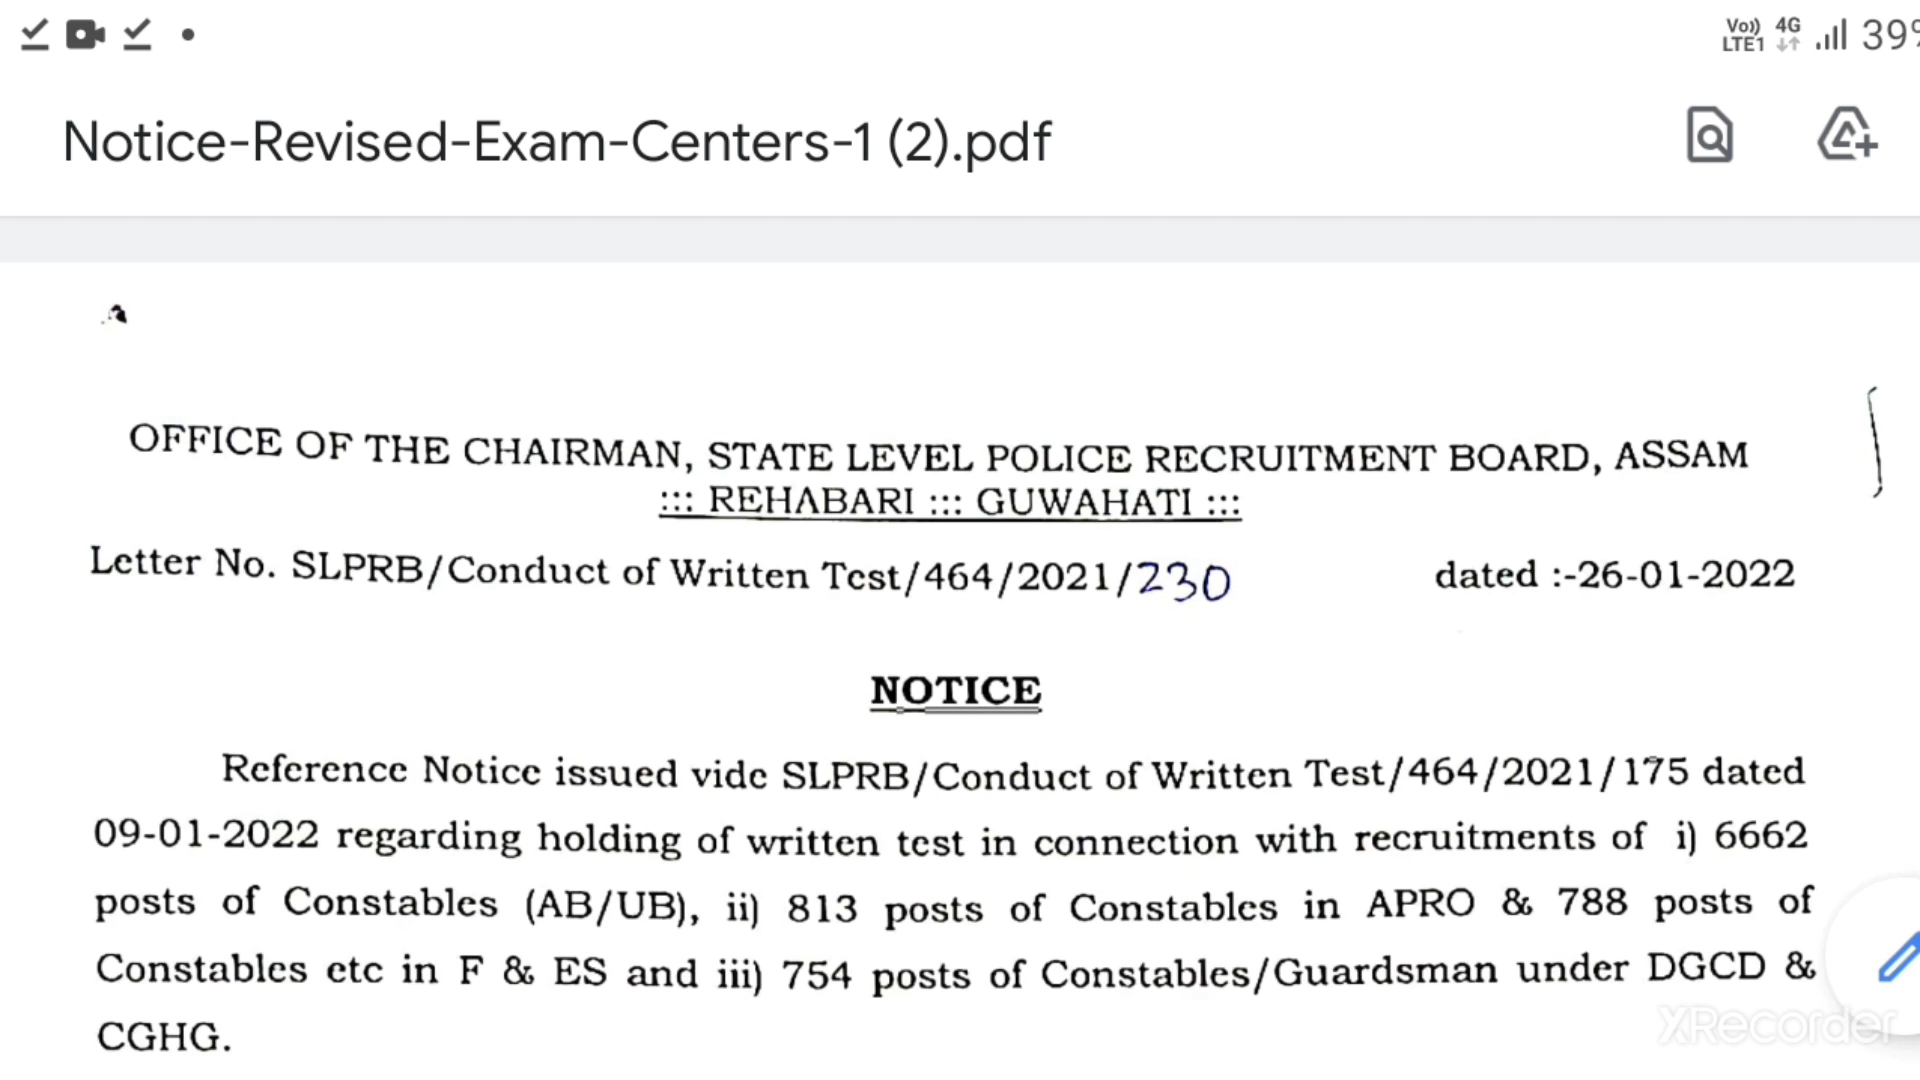 Vo)) 4G 39%
LTE1
Notice-Revised-Exam-Centers-1 (2).pdf
OFFICE OF THE CHAIRMAN, STATE LEVEL POLICE RECRUITMENT BOARD, ASSAM
::: REHABARI ::: GUWAHATI :::
Letter No. SLPRB/Conduct of Written Test/464/2021/230 dated :-26-01-2022
NOTICE
Reference Notice issued vide SLPRB/Conduct of Written Test/464/2021/175 dated
09-01-2022 regarding holding of written test in connection with recruitments of i) 6662
posts of Constables (AB/UB), ii) 813 posts of Constables in APRO & 788 posts of
Constables etc in F & ES and iii) 754 posts of Constables/Guardsman under DGCD &
CGHG.
XRecorder